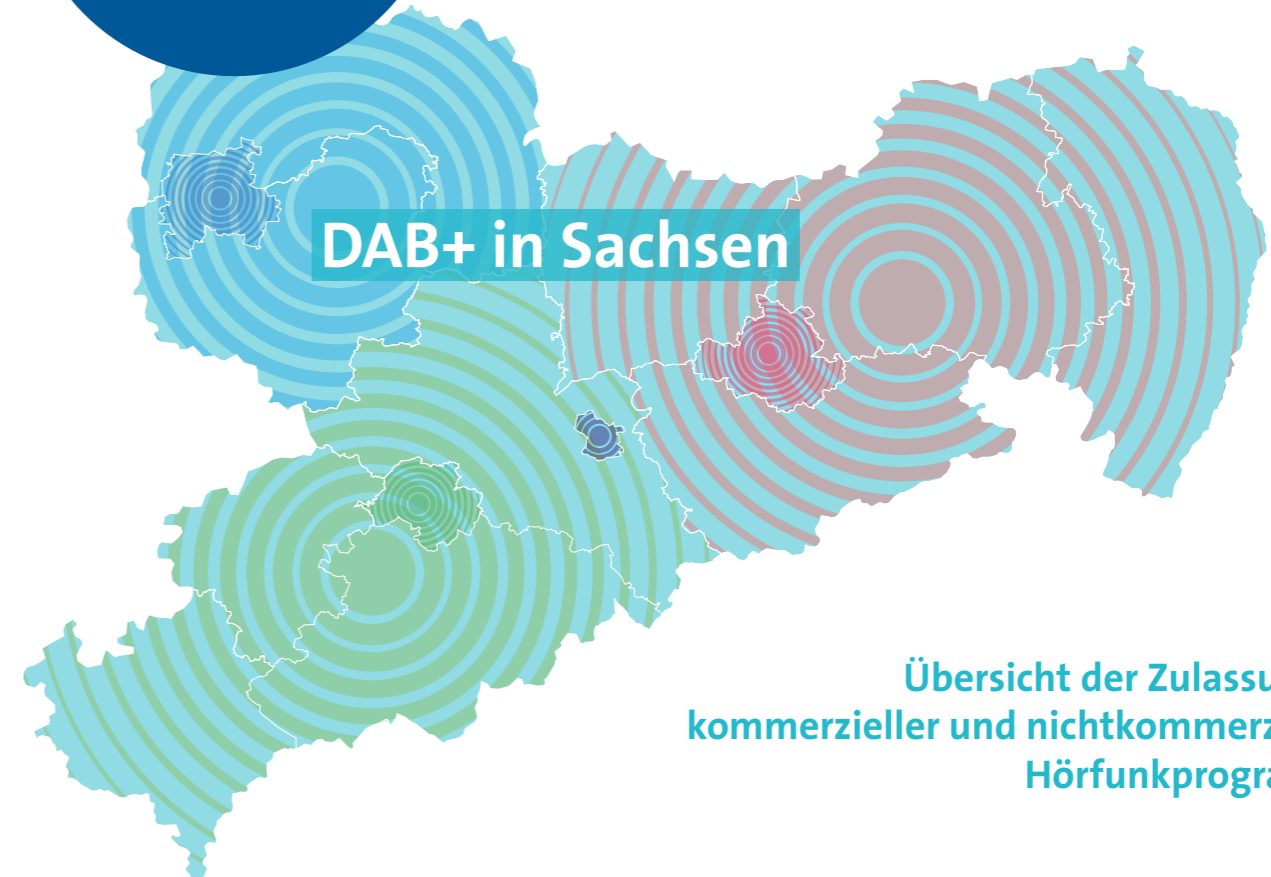 DAB+ in Sachsen
Übersicht der Zulassu
kommerzieller und nichtkommerz
Hörfunkprogra